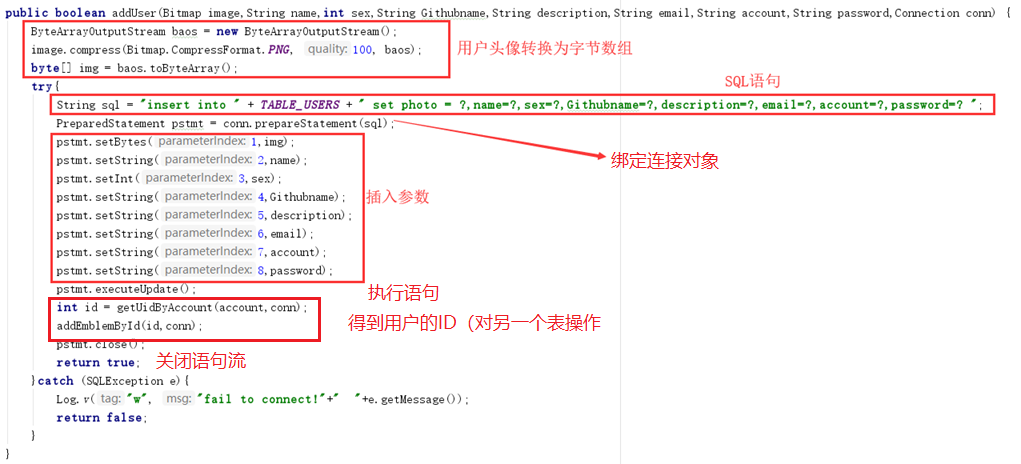 public boolean addUser(Bitmap image,String name,int sex,String Githubname,String description,String email,String account,String password,Connection conn) {
ByteArrayOutputStream baos = new ByteArrayOutputStream();
image.compress(Bitmap.CompressFormat.PNG, quality: 100, baos);
用户头像转换为字节数组
byte[] img = baos.toByteArray();
try{
SQL语句
String sql = "insert into " + TABLE_USERS + " set photo = ?,name=?,sex=?,Githubname=?,description=?,email=?,account=?,password=? ";
PreparedStatement pstmt = conn.prepareStatement(sql);
pstmt.setBytes( parameterIndex: 1,img);
绑定连接对象
pstmt.setString( parameterIndex: 2,name);
pstmt.setInt( parameterIndex: 3,sex);
pstmt.setString( parameterIndex: 4,Githubname);
插入参数
pstmt.setString( parameterIndex: 5,description);
pstmt.setString( parameterIndex: 6,email);
pstmt.setString( parameterIndex: 7,account);
pstmt.setString( parameterIndex: 8,password);
pstmt.executeUpdate();
执行语句
int id = getUidByAccount(account,conn);
得到用户的ID（对另一个表操作
addEmblemById(id,conn);
pstmt.close();
关闭语句流
return true;
}catch (SQLException e){
Log.v( tag: "w", msg: "fail to connect!"+" "+e.getMessage());
return false;
}
}